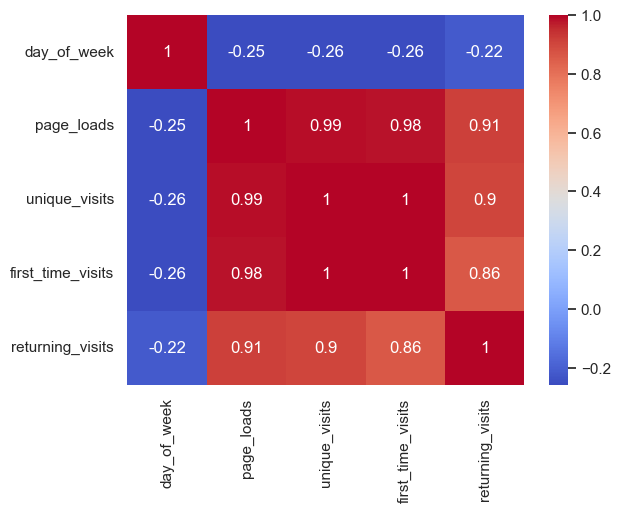 day_of_week 1 -0.25 -0.26 -0.26 -0.22
page_loads -0.25 1 0.99 0.98 0.91
unique_visits -0.26 0.99 1 1 0.9
first_time_visits -0.26 0.98 1 1 0.86
returning_visits -0.22 0.91 0.9 0.86 1
day_of_week
page_loads
unique_visits
first_time_visits
returning_visits
1.0
0.8
0.6
0.4
0.2
0.0
−0.2